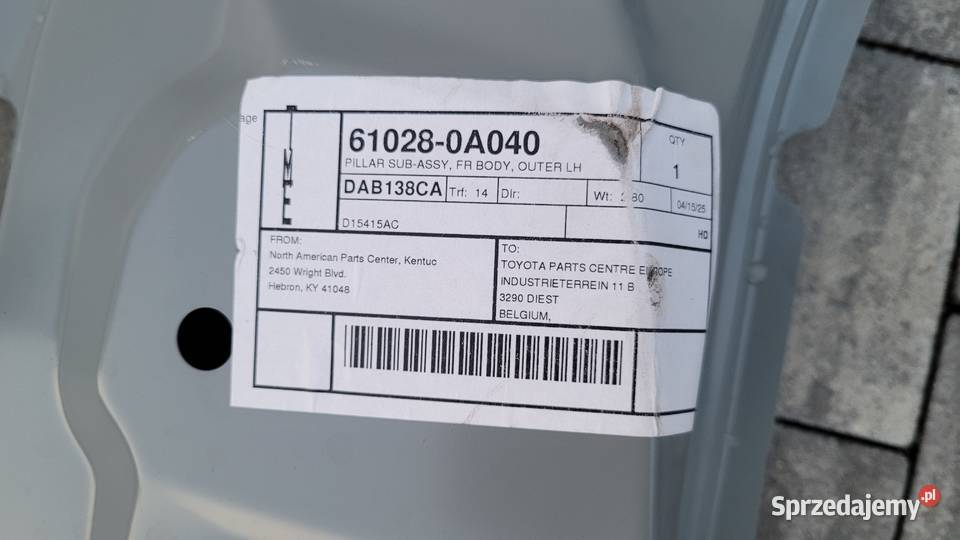 age
61028-0A040
PILLAR SUB-ASSY, FR BODY, OUTER LH
QTY
1
DAB138CA Trf: 14 Dlr: Wt: 04/15/25
D15415AC
HD
FROM:
North American Parts Center, Kentuc
2450 Wright Blvd.
Hebron, KY 41048
TO:
TOYOTA PARTS CENTRE EUROPE
INDUSTRIETERREIN 11 B
3290 DIEST
BELGIUM,
Sprzedajemy.pl